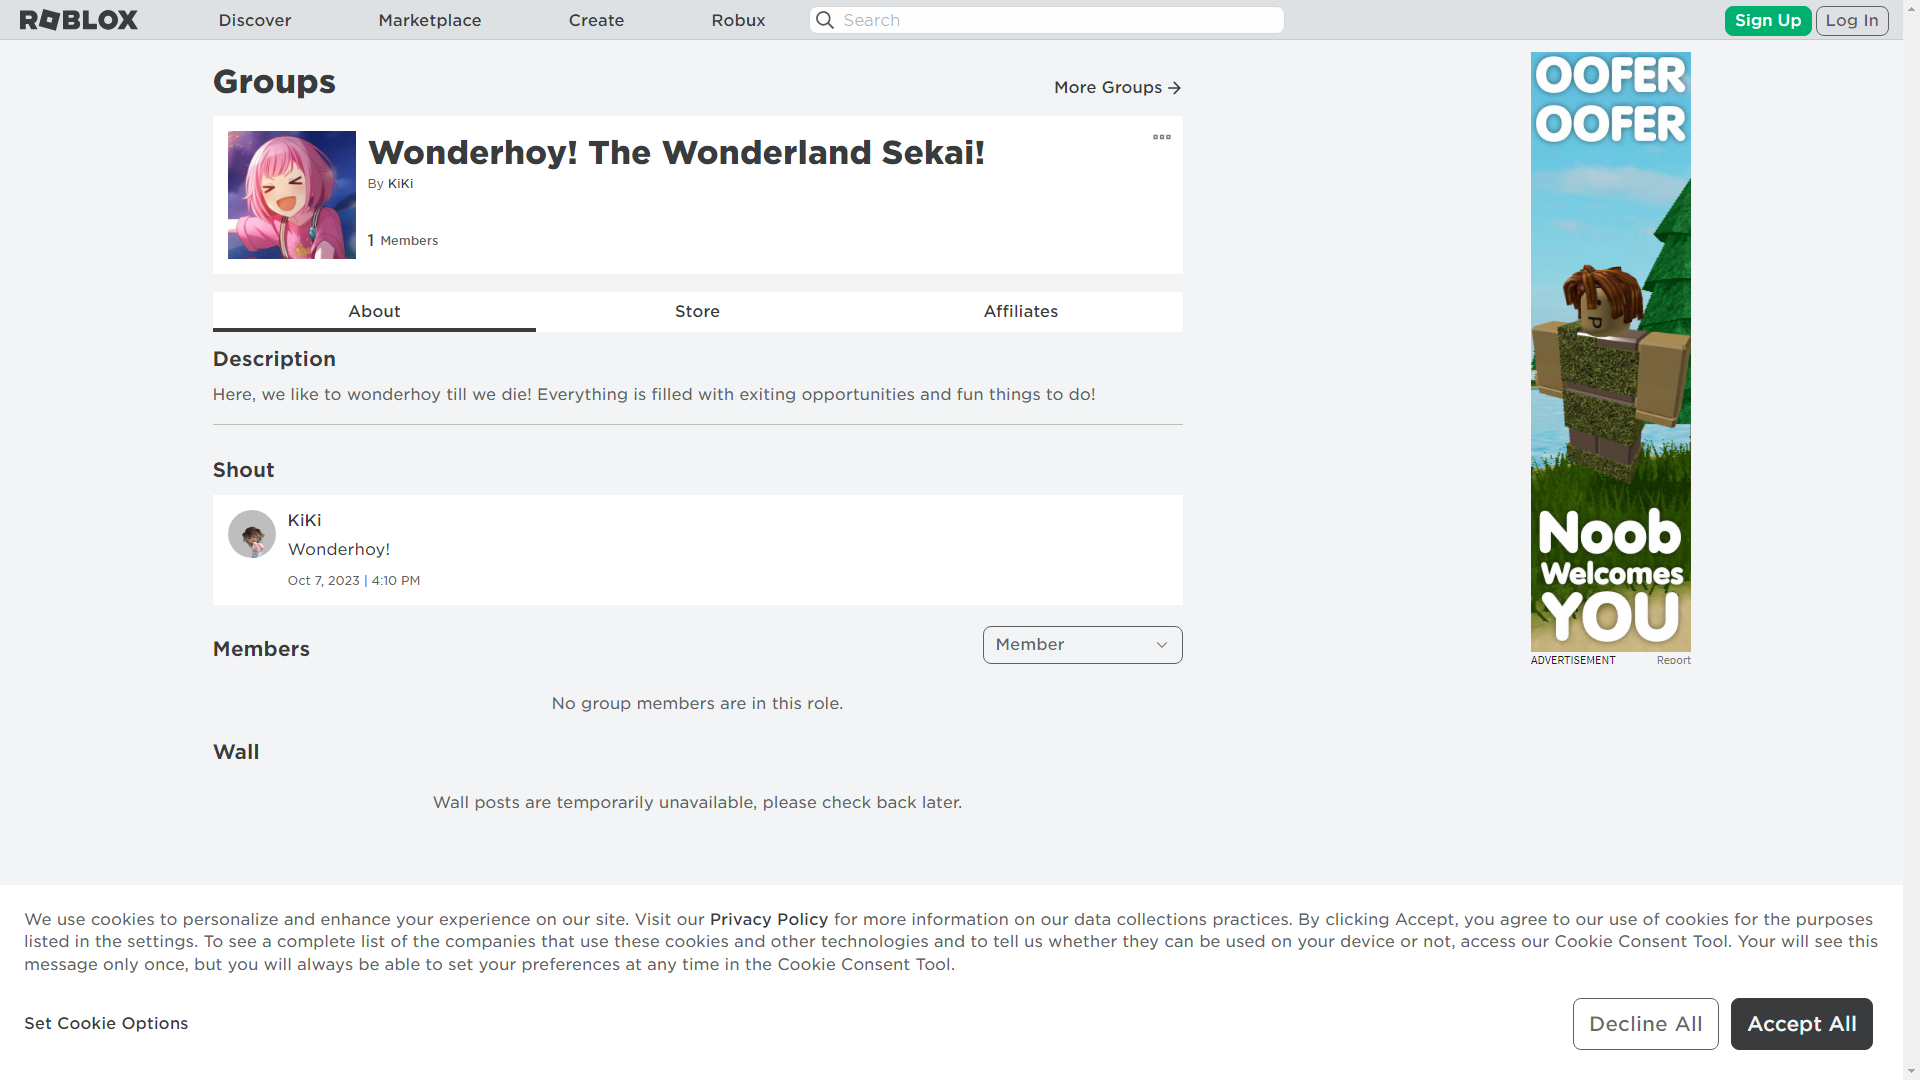 ROBLOX
Discover
Marketplace
Create
Robux
Search
Sign Up
Log In
Groups
More Groups
Wonderhoy! The Wonderland Sekai!
By KiKi
1 Members
About
Store
Affiliates
Description
Here, we like to wonderhoy till we die! Everything is filled with exiting opportunities and fun things to do!
Shout
KiKi
Wonderhoy!
Oct 7, 2023 | 4:10 PM
Members
Member
No group members are in this role.
Wall
Wall posts are temporarily unavailable, please check back later.
OOFER
OOFER
Noob
Welcomes
YOU
ADVERTISEMENT
Report
We use cookies to personalize and enhance your experience on our site. Visit our Privacy Policy for more information on our data collections practices. By clicking Accept, you agree to our use of cookies for the purposes
listed in the settings. To see a complete list of the companies that use these cookies and other technologies and to tell us whether they can be used on your device or not, access our Cookie Consent Tool. Your will see this
message only once, but you will always be able to set your preferences at any time in the Cookie Consent Tool.
Set Cookie Options
Decline All
Accept All